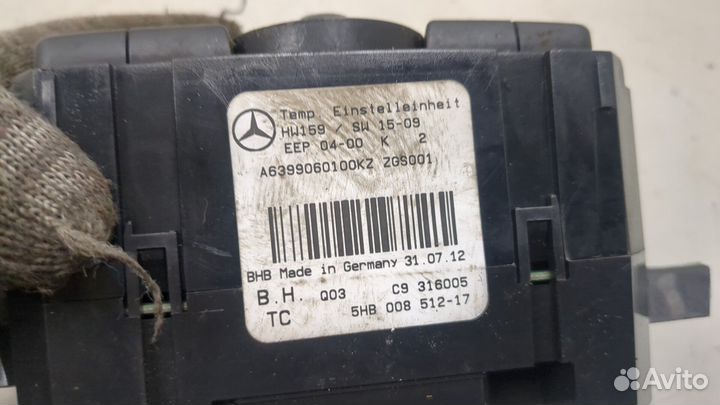 Temp. Einstelleinheit
HW159 / SW 15-09
EEP 04-00 K 2
A6399060100KZ ZGS001
BHB Made in Germany 31.07.12
B.H. Q03 C9 316005
TC 5HB 008 512-17
Avito